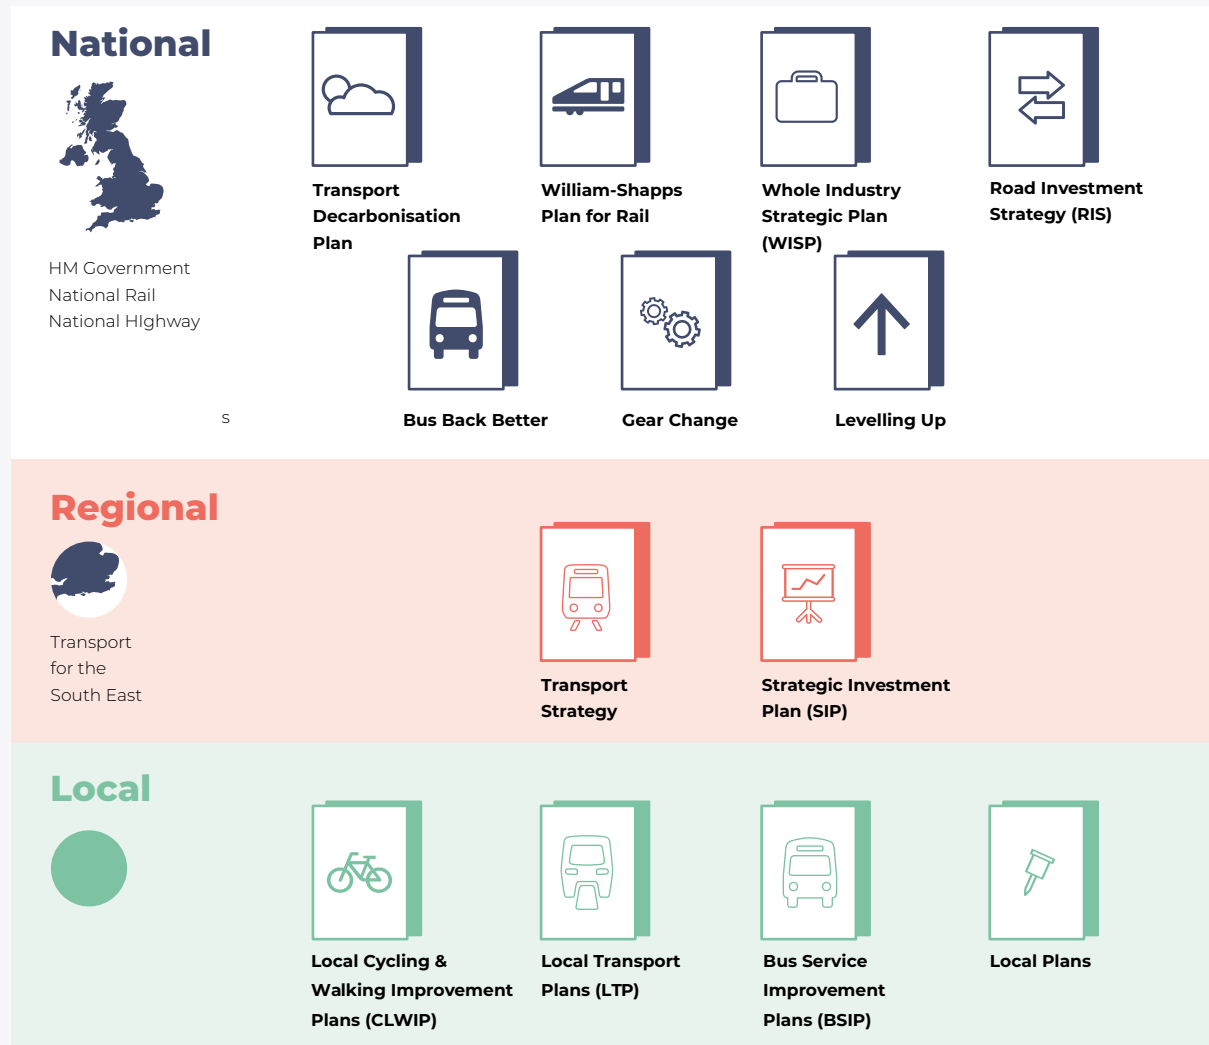 National
HM Government
National Rail
National HIghway
s
Transport
Decarbonisation
Plan
William-Shapps
Plan for Rail
Whole Industry
Strategic Plan
(WISP)
Road Investment
Strategy (RIS)
Bus Back Better
Gear Change
Levelling Up
Regional
Transport
for the
South East
Transport
Strategy
Strategic Investment
Plan (SIP)
Local
Local Cycling &
Walking Improvement
Plans (CLWIP)
Local Transport
Plans (LTP)
Bus Service
Improvement
Plans (BSIP)
Local Plans